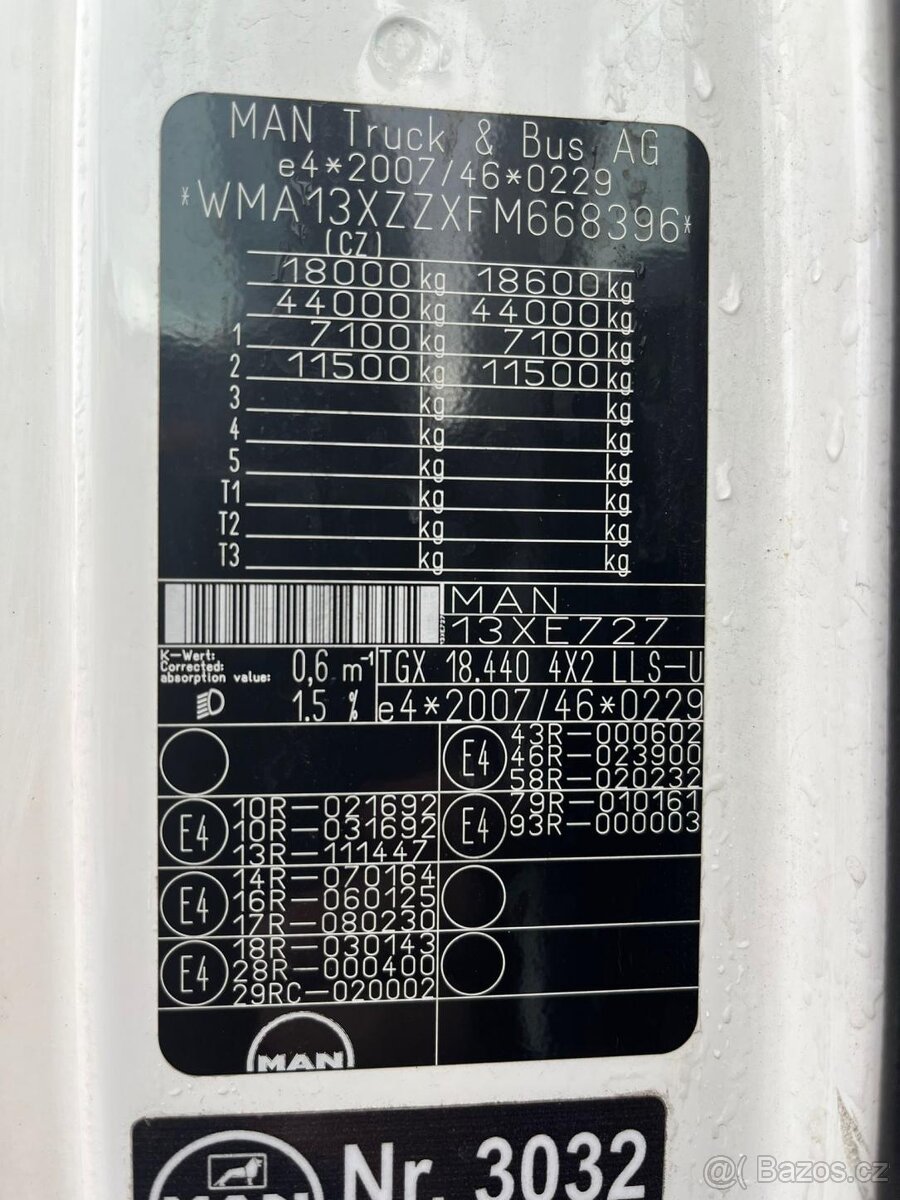 MAN Truck & Bus AG
e4*2007/46*0229
*WMA13XZZXFM668396*
(CZ)
18000 kg 18600 kg
44000 kg 44000 kg
1 7100 kg 7100 kg
2 11500 kg 11500 kg
3 kg kg
4 kg kg
5 kg kg
T1 kg kg
T2 kg kg
T3 kg kg
13XE727
MAN
13XE727
K-Wert:
Corrected:
absorption value: 0,6 m-1
TGX 18.440 4X2 LLS-U
1.5 %
e4*2007/46*0229
E4
43R-000602
46R-023900
58R-020232
E4
10R-021692
10R-031692
13R-111447
E4
79R-010161
93R-000003
E4
14R-070164
16R-060125
17R-080230
E4
18R-030143
28R-000400
29RC-020002
MAN
MAN
Nr. 3032
@( Bazos.cz